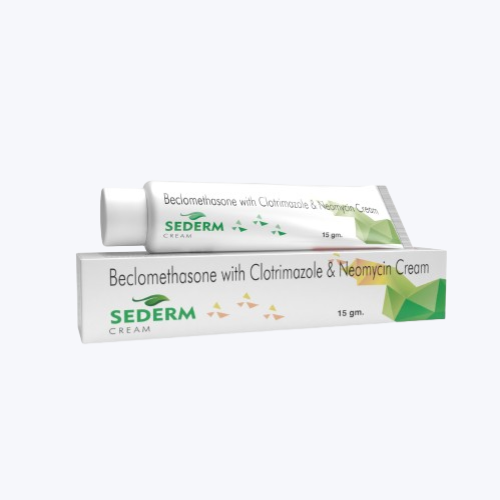 Beclomethasone with Clotrimazole & Neomycin Cream
SEDERM
CREAM
15 gm.
Beclomethasone with Clotrimazole & Neomycin Cream
SEDERM
CREAM
15 gm.